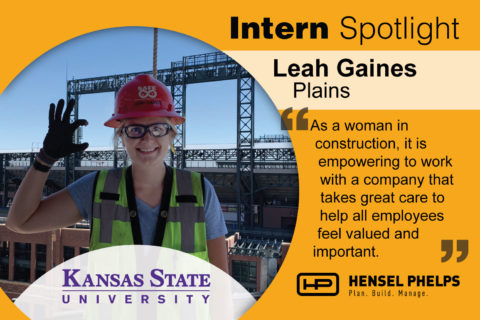 Intern Spotlight
Leah Gaines
Plains
“As a woman in
construction, it is
empowering to work
with a company that
takes great care to
help all employees
feel valued and
important.”
HP HENSEL PHELPS
Plan. Build. Manage.
KANSAS STATE
UNIVERSITY